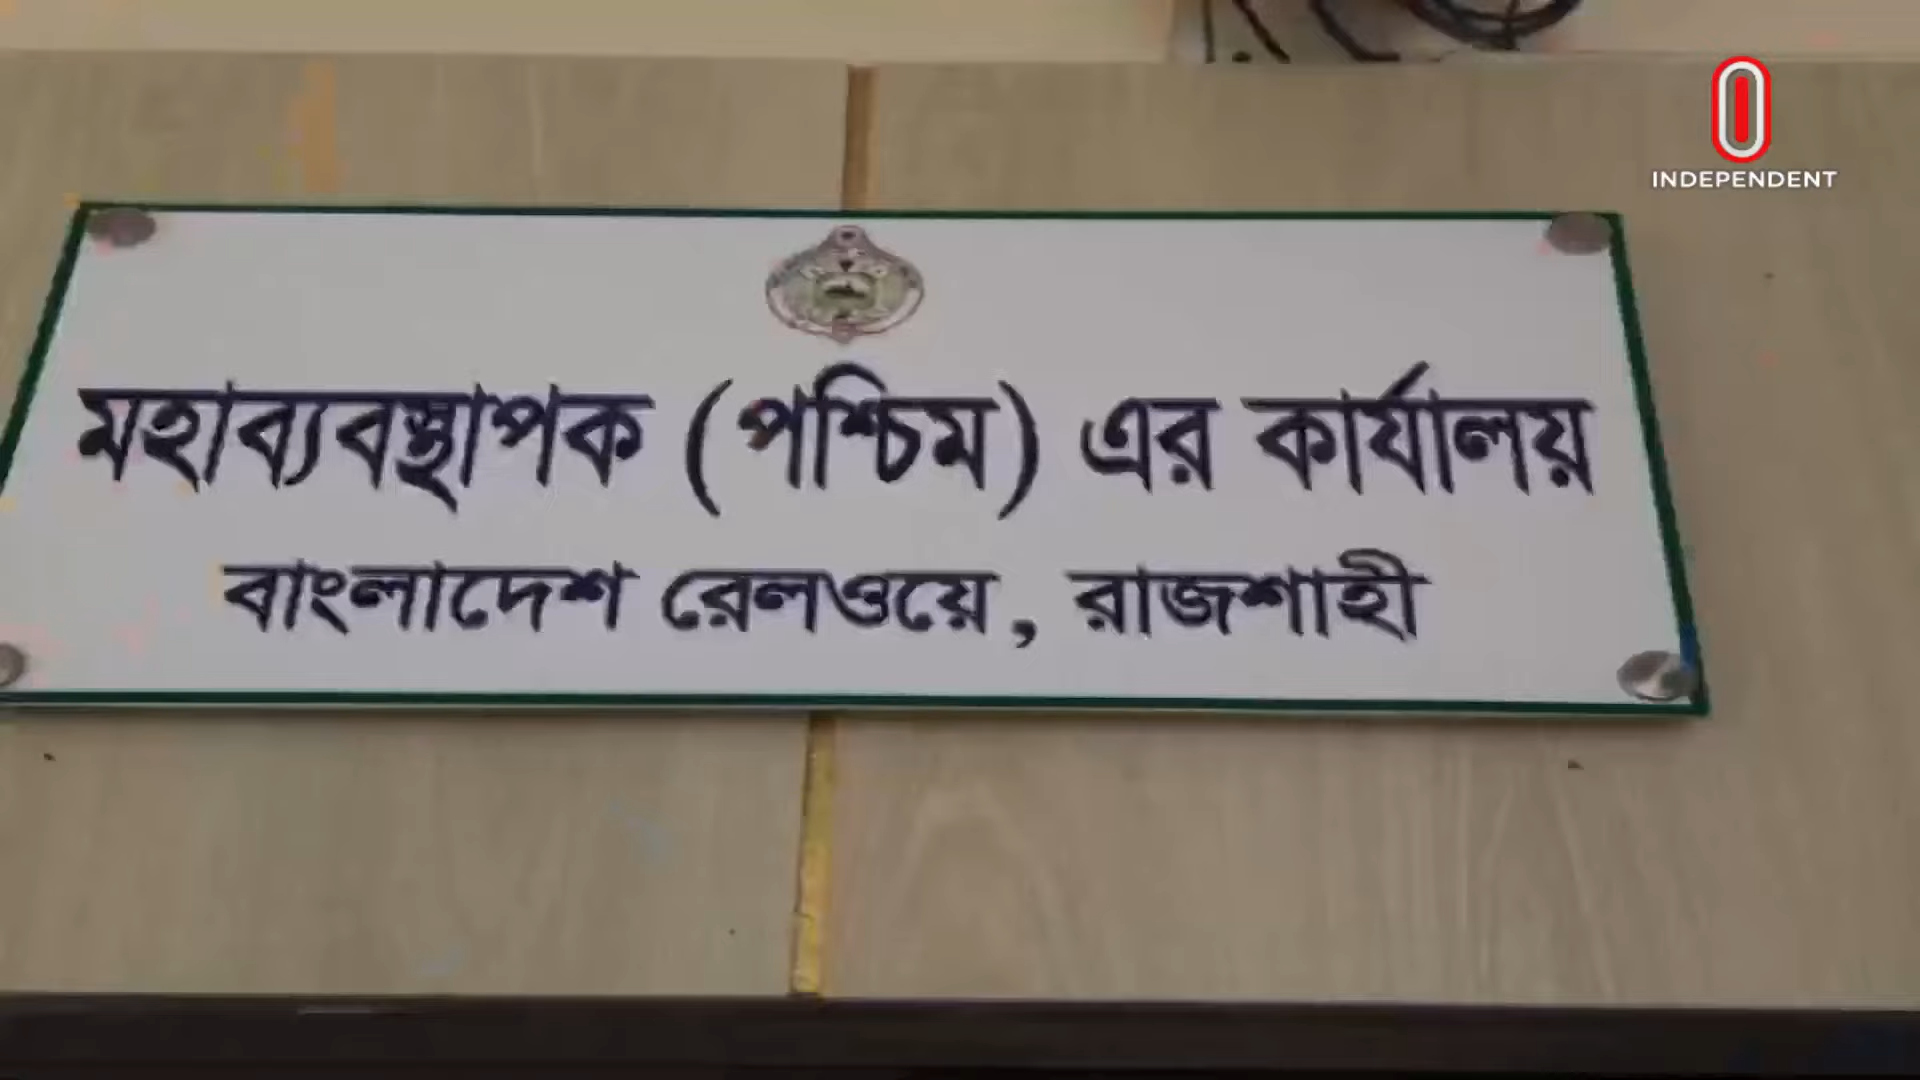 INDEPENDENT
মহাব্যবস্থাপক (পশ্চিম) এর কার্যালয়
বাংলাদেশ রেলওয়ে, রাজশাহী